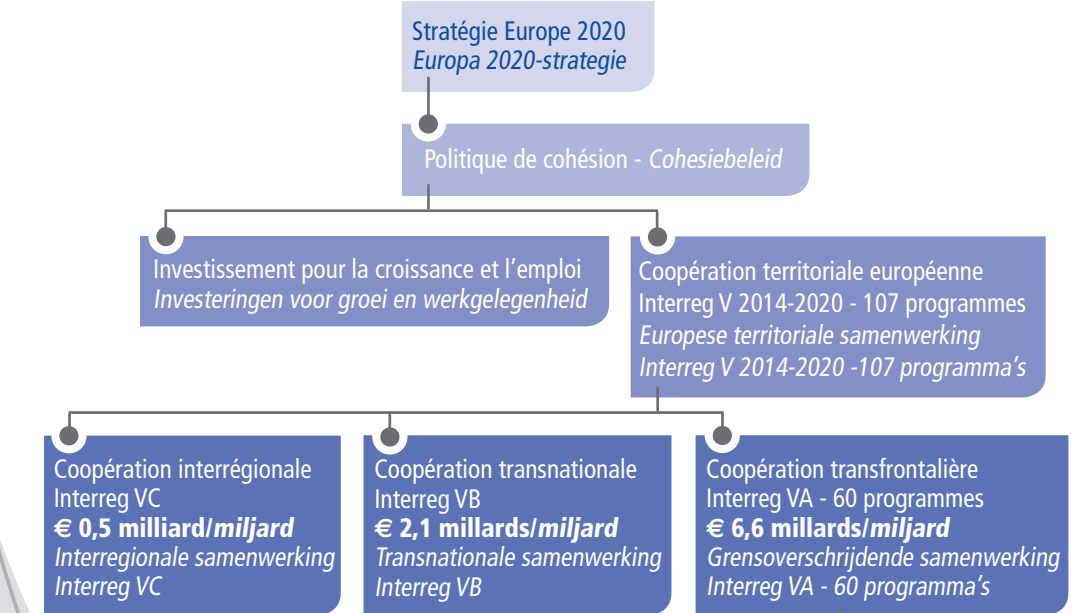 Stratégie Europe 2020
Europa 2020-strategie
Politique de cohésion - Cohesiebeleid
Investissement pour la croissance et l'emploi
Investeringen voor groei en werkgelegenheid
Coopération territoriale européenne
Interreg V 2014-2020 - 107 programmes
Europese territoriale samenwerking
Interreg V 2014-2020 -107 programma's
Coopération interrégionale
Interreg VC
€ 0,5 milliard/miljard
Interregionale samenwerking
Interreg VC
Coopération transnationale
Interreg VB
€ 2,1 millards/miljard
Transnationale samenwerking
Interreg VB
Coopération transfrontalière
Interreg VA - 60 programmes
€ 6,6 millards/miljard
Grensoverschrijdende samenwerking
Interreg VA - 60 programma's